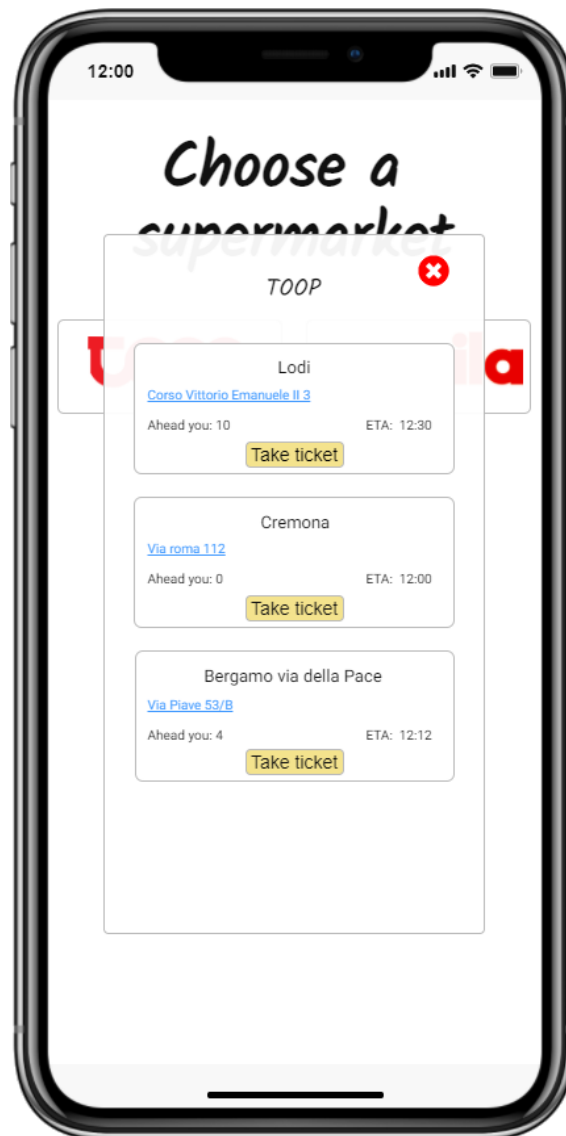 12:00
Choose a
supermarket
TOOP
Lodi
Corso Vittorio Emanuele II 3
Ahead you: 10 ETA: 12:30
Take ticket
Cremona
Via roma 112
Ahead you: 0 ETA: 12:00
Take ticket
Bergamo via della Pace
Via Piave 53/B
Ahead you: 4 ETA: 12:12
Take ticket